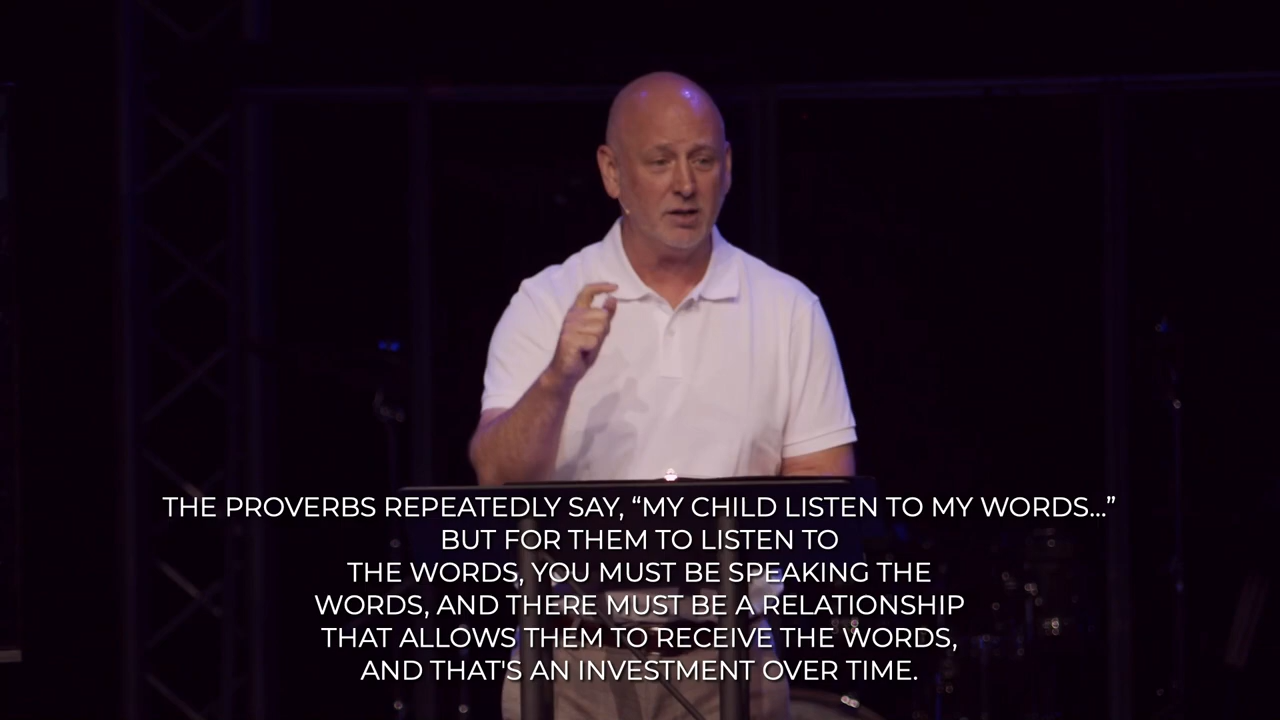 THE PROVERBS REPEATEDLY SAY, “MY CHILD LISTEN TO MY WORDS...”
BUT FOR THEM TO LISTEN TO
THE WORDS, YOU MUST BE SPEAKING THE
WORDS, AND THERE MUST BE A RELATIONSHIP
THAT ALLOWS THEM TO RECEIVE THE WORDS,
AND THAT'S AN INVESTMENT OVER TIME.